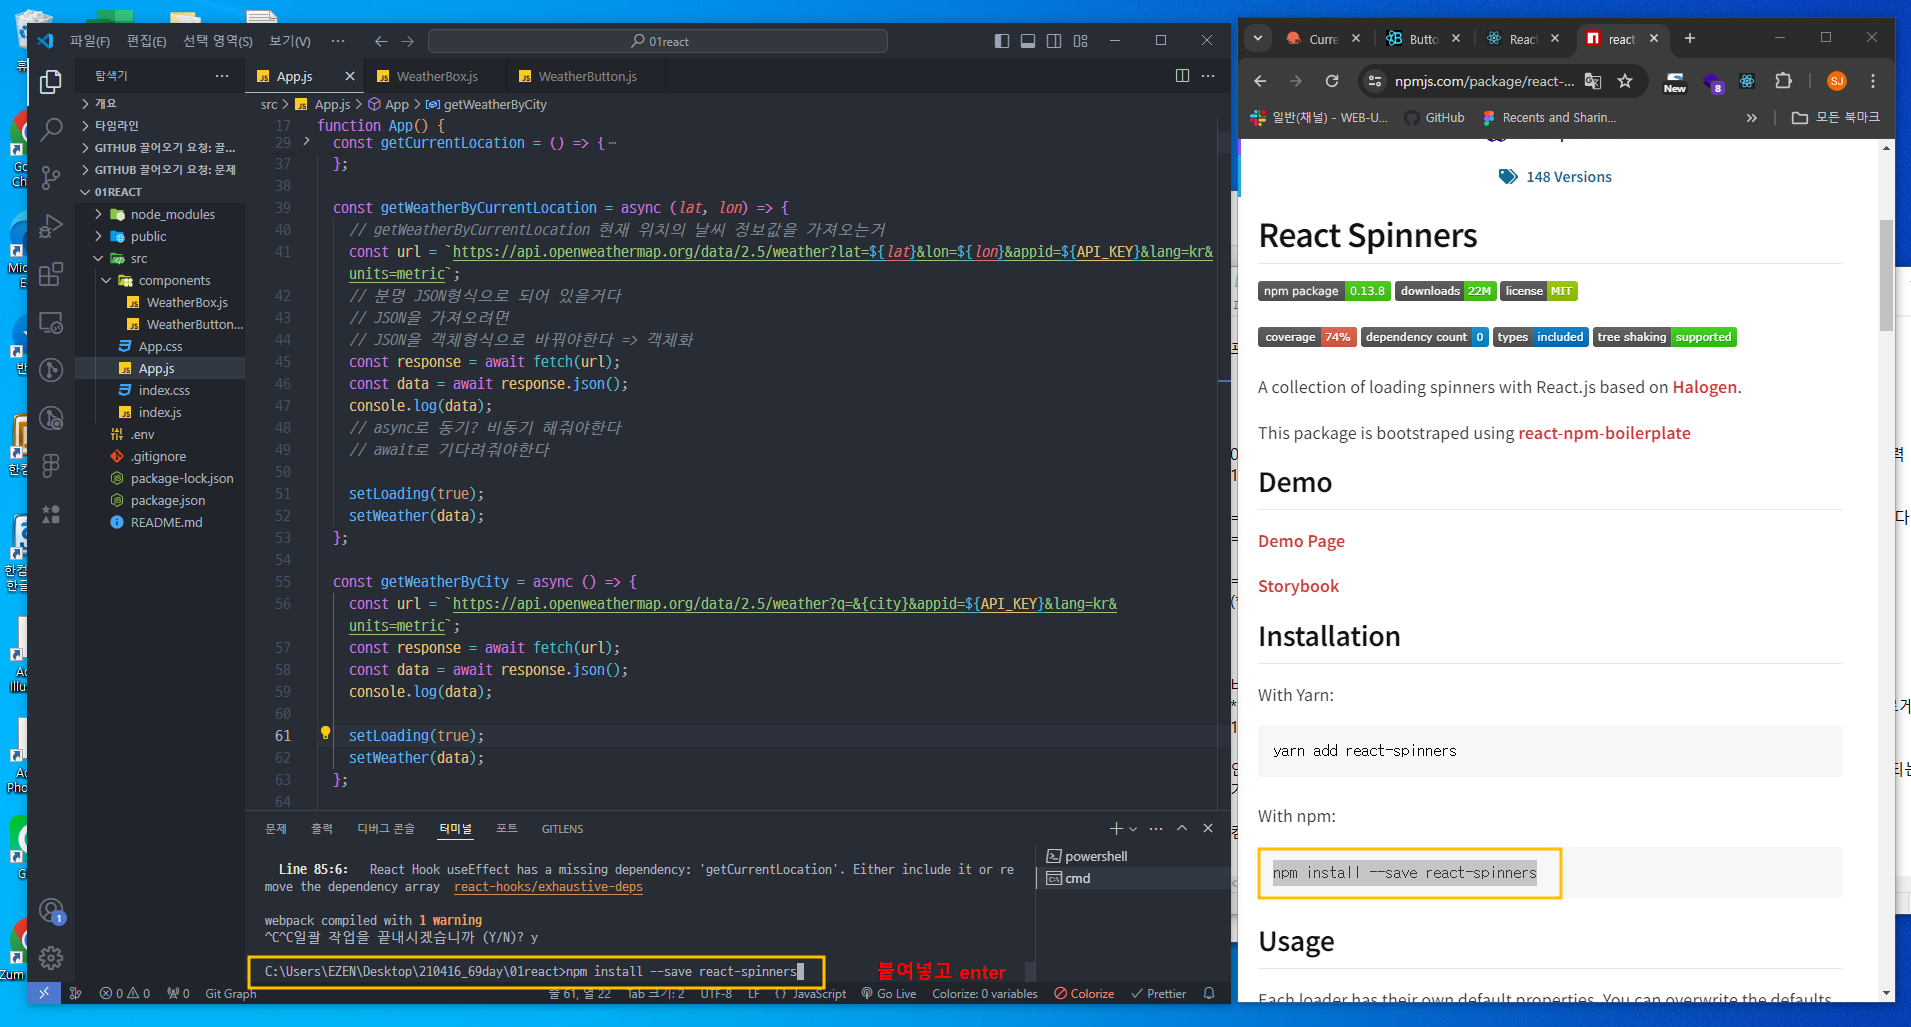 파일(F) 편집(E) 선택 영역(S) 보기(V) ··· 01react
탐색기 ···
개요
타임라인
GITHUB 끌어오기 요청: 끌...
GITHUB 끌어오기 요청: 문제
01REACT
node_modules
public
src
components
WeatherBox.js
WeatherButton...
App.css
App.js
index.css
index.js
.env
.gitignore
package-lock.json
package.json
README.md
App.js WeatherBox.js WeatherButton.js
src > App.js > App > getWeatherByCity
17 function App() {
29 const getCurrentLocation = () => {···
37 };
38
39 const getWeatherByCurrentLocation = async (lat, lon) => {
40 // getWeatherByCurrentLocation 현재 위치의 날씨 정보값을 가져오는거
41 const url = `https://api.openweathermap.org/data/2.5/weather?lat=${lat}&lon=${lon}&appid=${API_KEY}&lang=kr&
units=metric`;
42 // 분명 JSON형식으로 되어 있을거다
43 // JSON을 가져오려면
44 // JSON을 객체형식으로 바꿔야한다 => 객체화
45 const response = await fetch(url);
46 const data = await response.json();
47 console.log(data);
48 // async로 동기? 비동기 해줘야한다
49 // await로 기다려줘야한다
50
51 setLoading(true);
52 setWeather(data);
53 };
54
55 const getWeatherByCity = async () => {
56 const url = `https://api.openweathermap.org/data/2.5/weather?q=&{city}&appid=${API_KEY}&lang=kr&
units=metric`;
57 const response = await fetch(url);
58 const data = await response.json();
59 console.log(data);
60
61 setLoading(true);
62 setWeather(data);
63 };
64
문제 출력 디버그 콘솔 터미널 포트 GITLENS
Line 85:6: React Hook useEffect has a missing dependency: 'getCurrentLocation'. Either include it or re
move the dependency array react-hooks/exhaustive-deps
webpack compiled with 1 warning
^C^C일괄 작업을 끝내시겠습니까 (Y/N)? y
C:\Users\EZEN\Desktop\210416_69day\01react>npm install --save react-spinners
붙여넣고 enter
powershell
cmd
0 0 0 Git Graph 줄 61, 열 22 Tab 크기: 2 UTF-8 LF {} JavaScript Go Live Colorize: 0 variables Colorize Prettier
Curre Butto React react
npmjs.com/package/react-... New 8 SJ
일반(채널) - WEB-U... GitHub Recents and Sharin... » 모든 북마크
148 Versions
React Spinners
npm package 0.13.8 downloads 22M license MIT
coverage 74% dependency count 0 types included tree shaking supported
A collection of loading spinners with React.js based on Halogen.
This package is bootstraped using react-npm-boilerplate
Demo
Demo Page
Storybook
Installation
With Yarn:
yarn add react-spinners
With npm:
npm install --save react-spinners
Usage
Each loader has their own default properties. You can overwrite the defaults